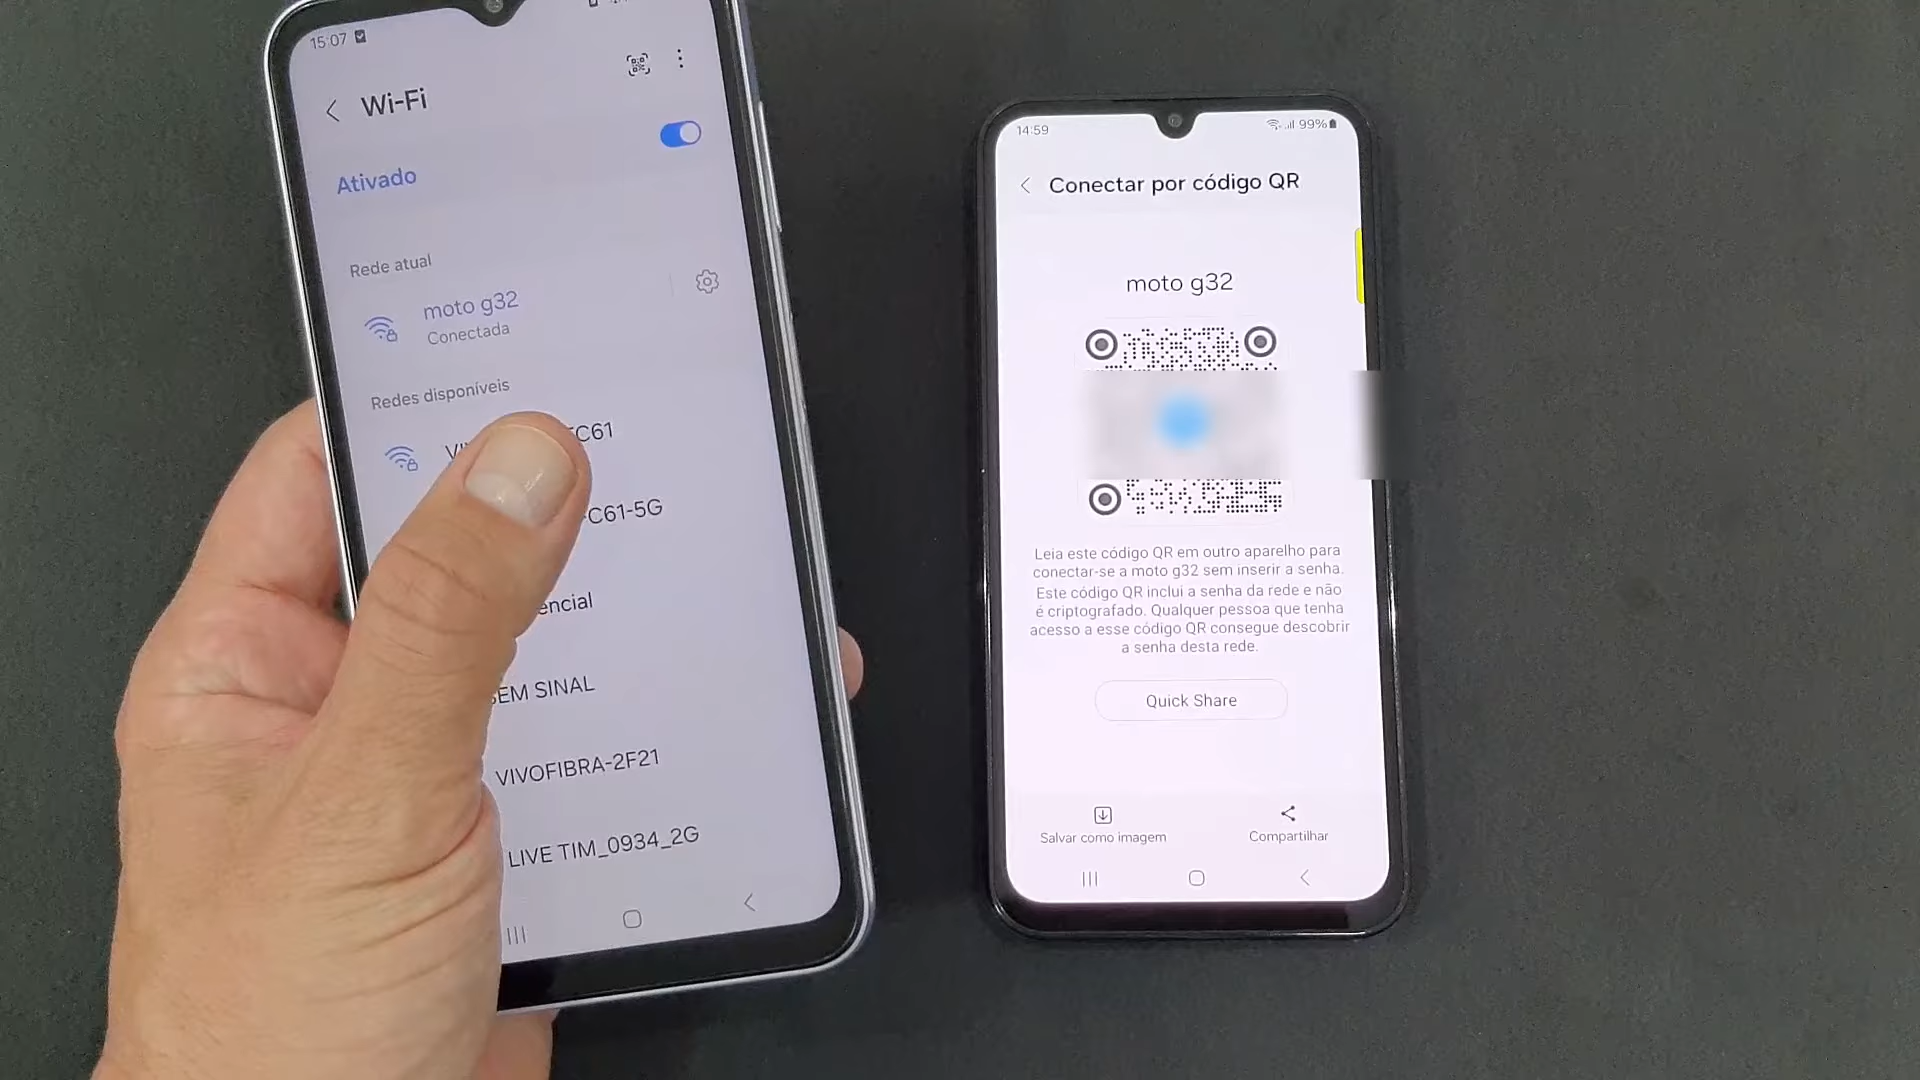 15:07
Wi-Fi
Ativado
Rede atual
moto g32
Conectada
Redes disponíveis
C61
C61-5G
encial
SEM SINAL
VIVOFIBRA-2F21
LIVE TIM_0934_2G
14:59
99%
Conectar por código QR
moto g32
Leia este código QR em outro aparelho para
conectar-se a moto g32 sem inserir a senha.
Este código QR inclui a senha da rede e não
é criptografado. Qualquer pessoa que tenha
acesso a esse código QR consegue descobrir
a senha desta rede.
Quick Share
Salvar como imagem
Compartilhar